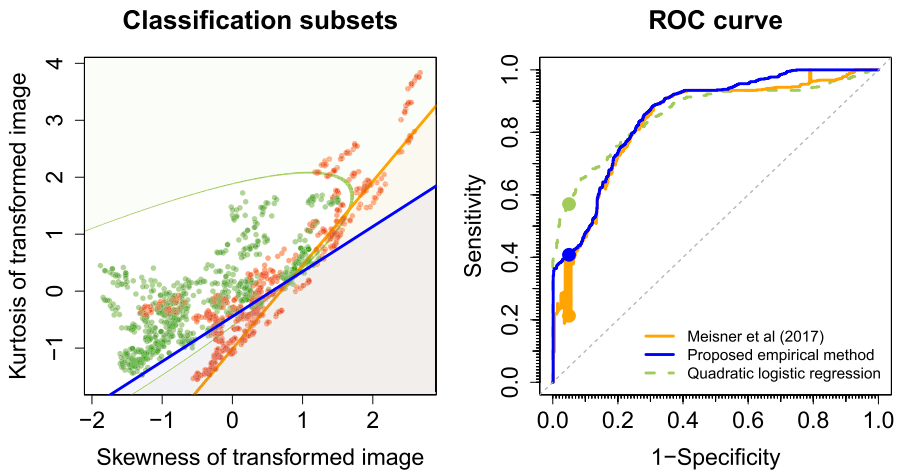 Classification subsets
Kurtosis of transformed image
4
3
2
1
0
−1
−2 −1 0 1 2
Skewness of transformed image
ROC curve
Sensitivity
1.0
0.8
0.6
0.4
0.2
0.0
Meisner et al (2017)
Proposed empirical method
Quadratic logistic regression
0.0 0.2 0.4 0.6 0.8 1.0
1−Specificity